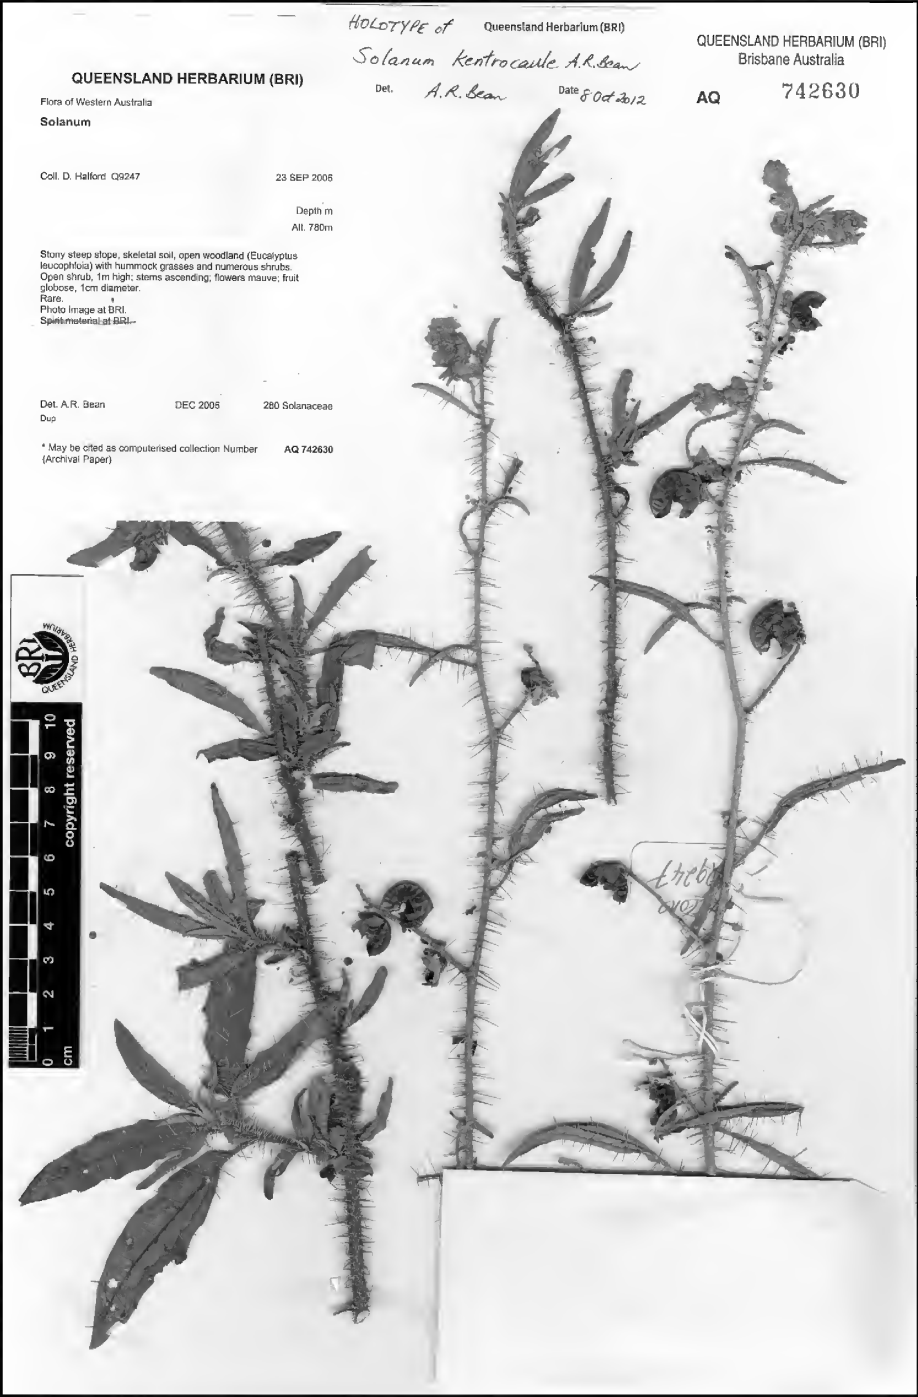 HOLOTYPE of Queensland Herbarium (BRI)
Solanum kentrocaule A.R.Bean
Det. A.R.Bean Date 8 Oct 2012
QUEENSLAND HERBARIUM (BRI)
Brisbane Australia
AQ 742630
QUEENSLAND HERBARIUM (BRI)
Flora of Western Australia
Solanum
Coll. D. Halford Q9247 23 SEP 2006
Depth m
Alt. 780m
Stony steep slope, skeletal soil, open woodland (Eucalyptus
leucophloia) with hummock grasses and numerous shrubs.
Open shrub, 1m high; stems ascending; flowers mauve; fruit
globose, 1cm diameter.
Rare.
Photo Image at BRI.
Spirit material at BRI.
Det. A.R. Bean DEC 2006 280 Solanaceae
Dup
* May be cited as computerised collection Number AQ 742630
(Archival Paper)
BRI
QUEENSLAND HERBARIUM
0 1 2 3 4 5 6 7 8 9 10
cm copyright reserved
Q9247